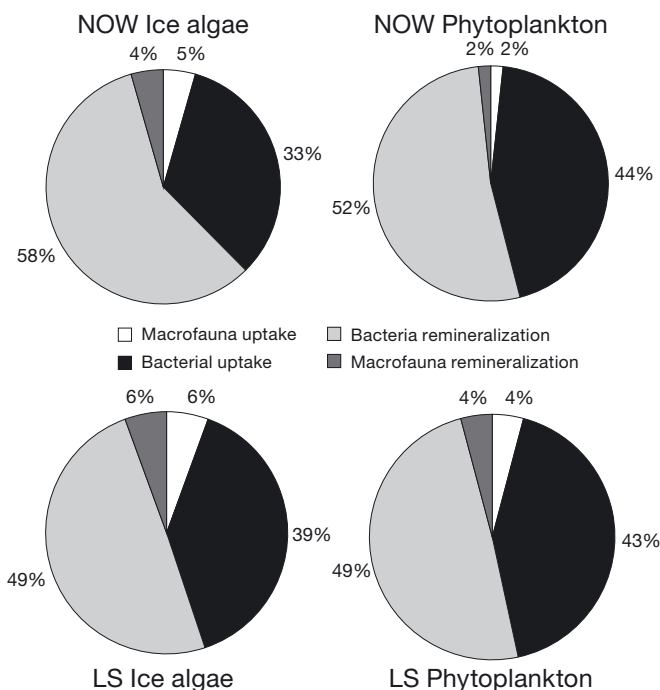 NOW Ice algae
4% 5%
33%
58%
NOW Phytoplankton
2% 2%
44%
52%
Macrofauna uptake
Bacterial uptake
Bacteria remineralization
Macrofauna remineralization
6% 6%
39%
49%
LS Ice algae
4% 4%
43%
49%
LS Phytoplankton